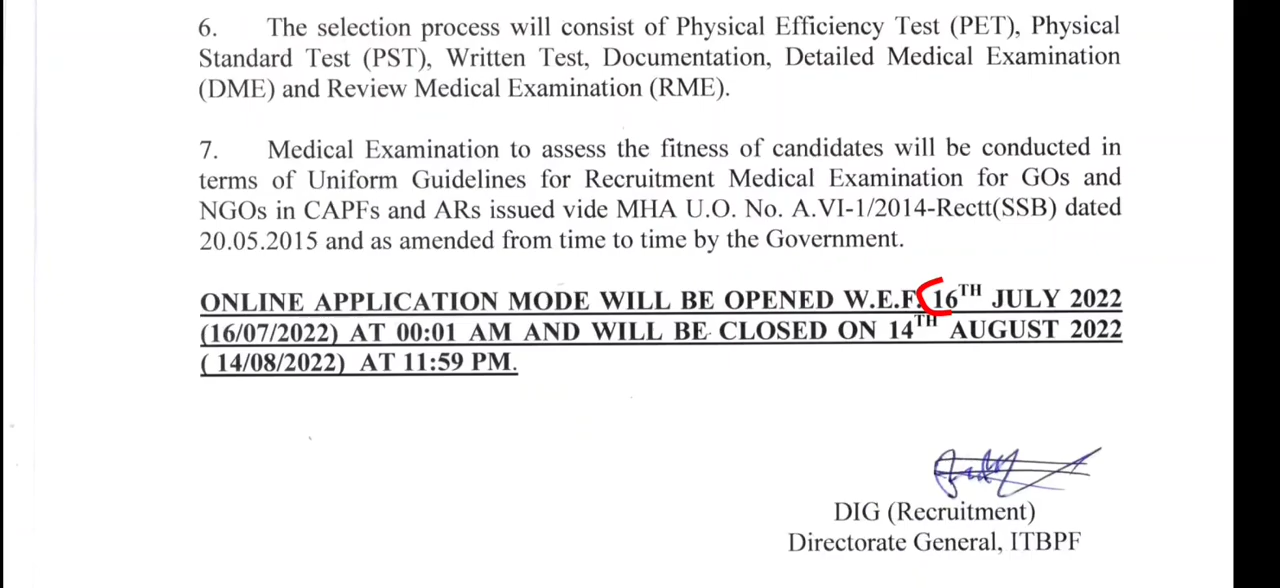 6. The selection process will consist of Physical Efficiency Test (PET), Physical
Standard Test (PST), Written Test, Documentation, Detailed Medical Examination
(DME) and Review Medical Examination (RME).
7. Medical Examination to assess the fitness of candidates will be conducted in
terms of Uniform Guidelines for Recruitment Medical Examination for GOs and
NGOs in CAPFs and ARs issued vide MHA U.O. No. A.VI-1/2014-Rectt(SSB) dated
20.05.2015 and as amended from time to time by the Government.
ONLINE APPLICATION MODE WILL BE OPENED W.E.F. 16TH JULY 2022
(16/07/2022) AT 00:01 AM AND WILL BE CLOSED ON 14TH AUGUST 2022
( 14/08/2022) AT 11:59 PM.
DIG (Recruitment)
Directorate General, ITBPF